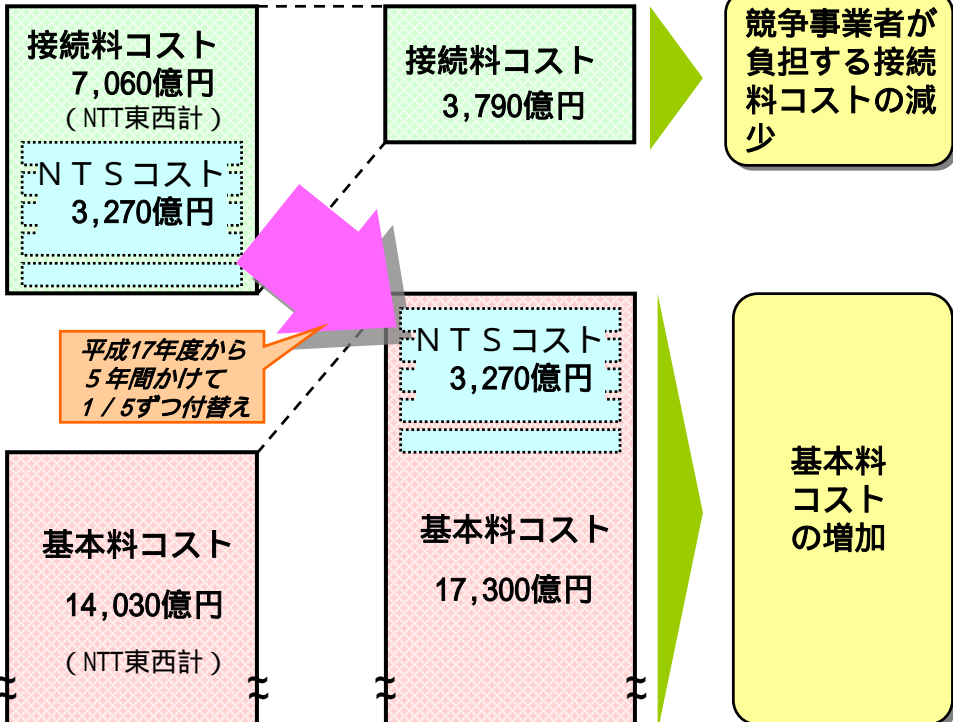 接続料コスト
7,060億円
（NTT東西計）
ＮＴＳコスト
3,270億円
接続料コスト
3,790億円
競争事業者が
負担する接続
料コストの減
少
平成17年度から
５年間かけて
1／5ずつ付替え
ＮＴＳコスト
3,270億円
基本料コスト
14,030億円
（NTT東西計）
基本料コスト
17,300億円
基本料
コスト
の増加